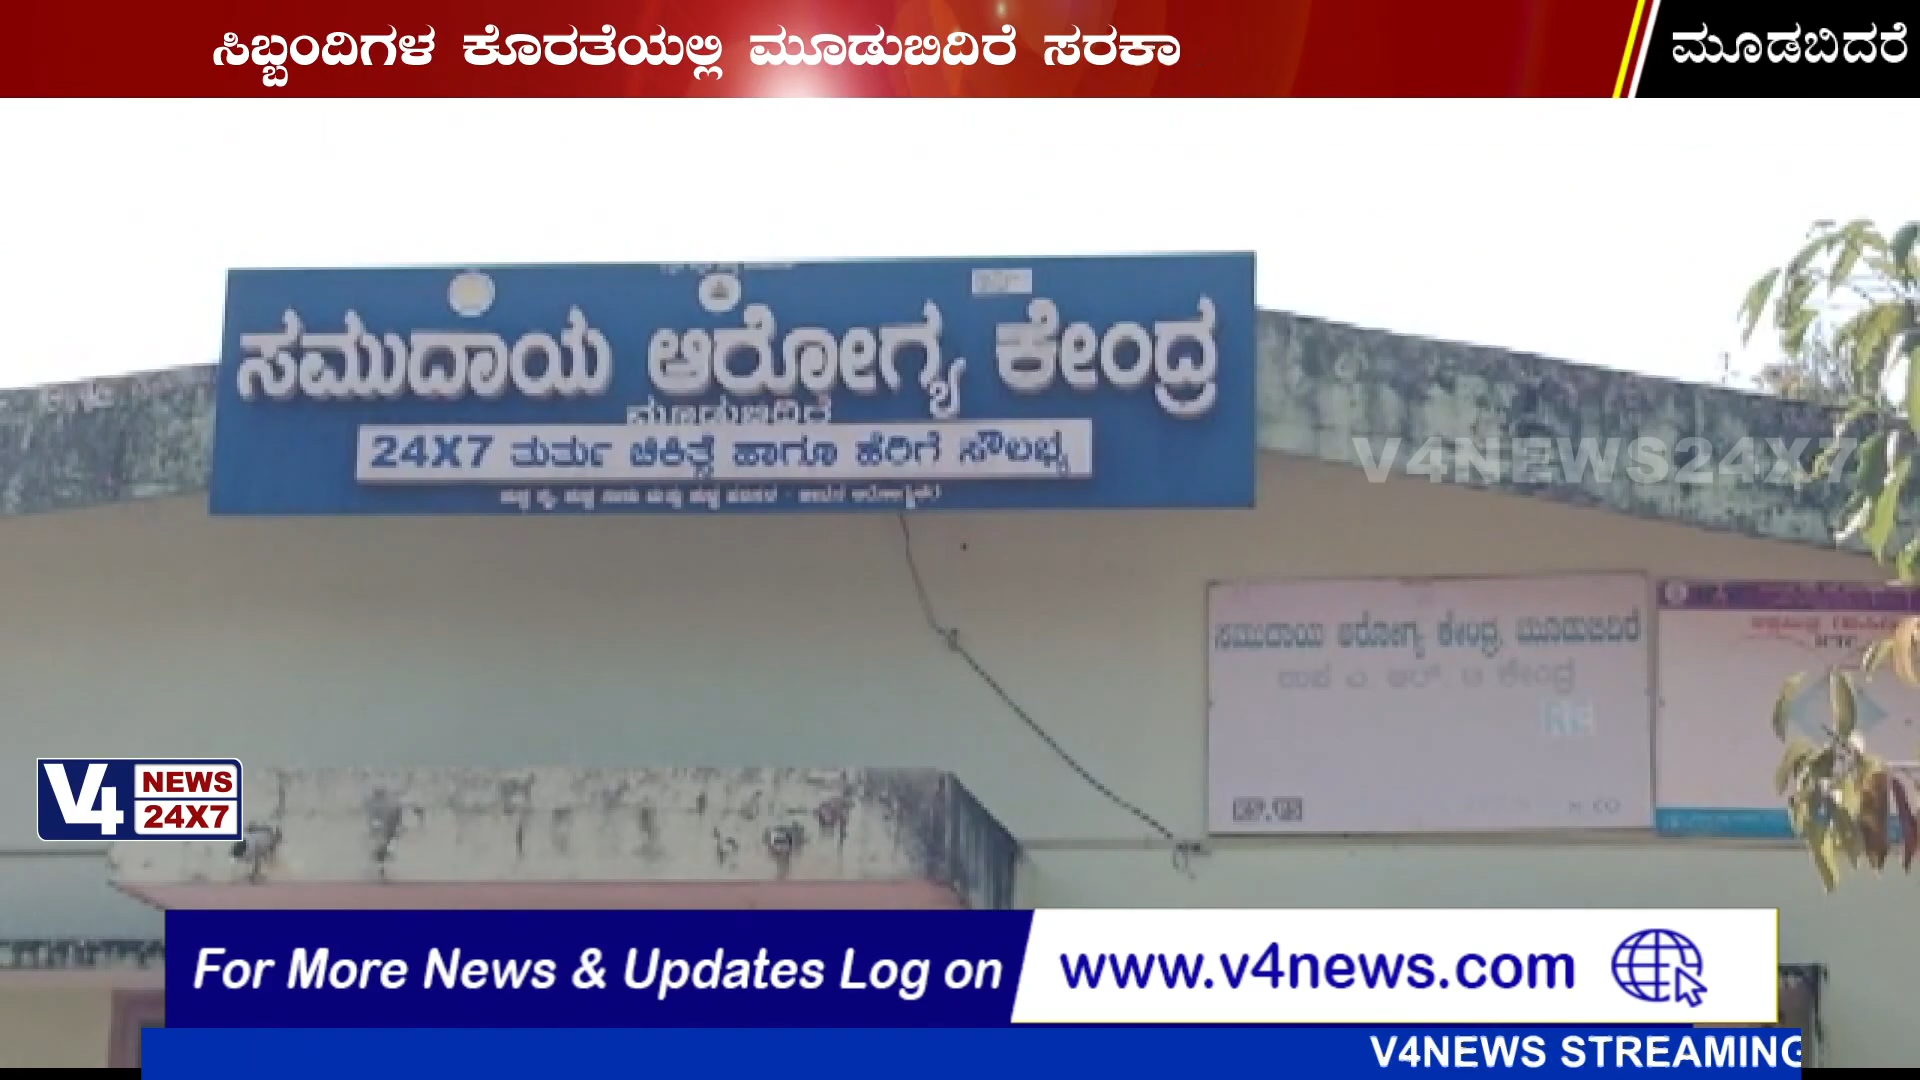 ಸಿಬ್ಬಂದಿಗಳ ಕೊರತೆಯಲ್ಲಿ ಮೂಡುಬಿದಿರೆ ಸರಕಾ
ಮೂಡಬಿದರೆ
ಸಮುದಾಯ ಆರೋಗ್ಯ ಕೇಂದ್ರ
ಮೂಡುಬಿದಿರೆ
24X7 ತುರ್ತು ಚಿಕಿತ್ಸೆ ಹಾಗೂ ಹೆರಿಗೆ ಸೌಲಭ್ಯ
V4NEWS24X7
ಸಮುದಾಯ ಆರೋಗ್ಯ ಕೇಂದ್ರ, ಮೂಡುಬಿದಿರೆ
V4 NEWS
24X7
For More News & Updates Log on www.v4news.com
V4NEWS STREAMING